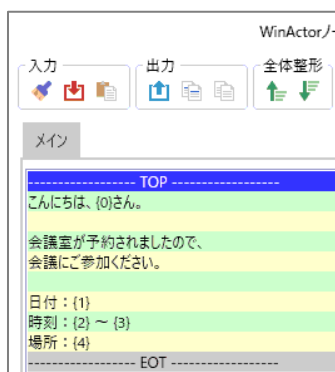 WinActorノー
入力
出力
全体整形
メイン
------------------ TOP ------------------
こんにちは、{0}さん。
会議室が予約されましたので、
会議にご参加ください。
日付：{1}
時刻：{2} ～ {3}
場所：{4}
------------------ EOT ------------------